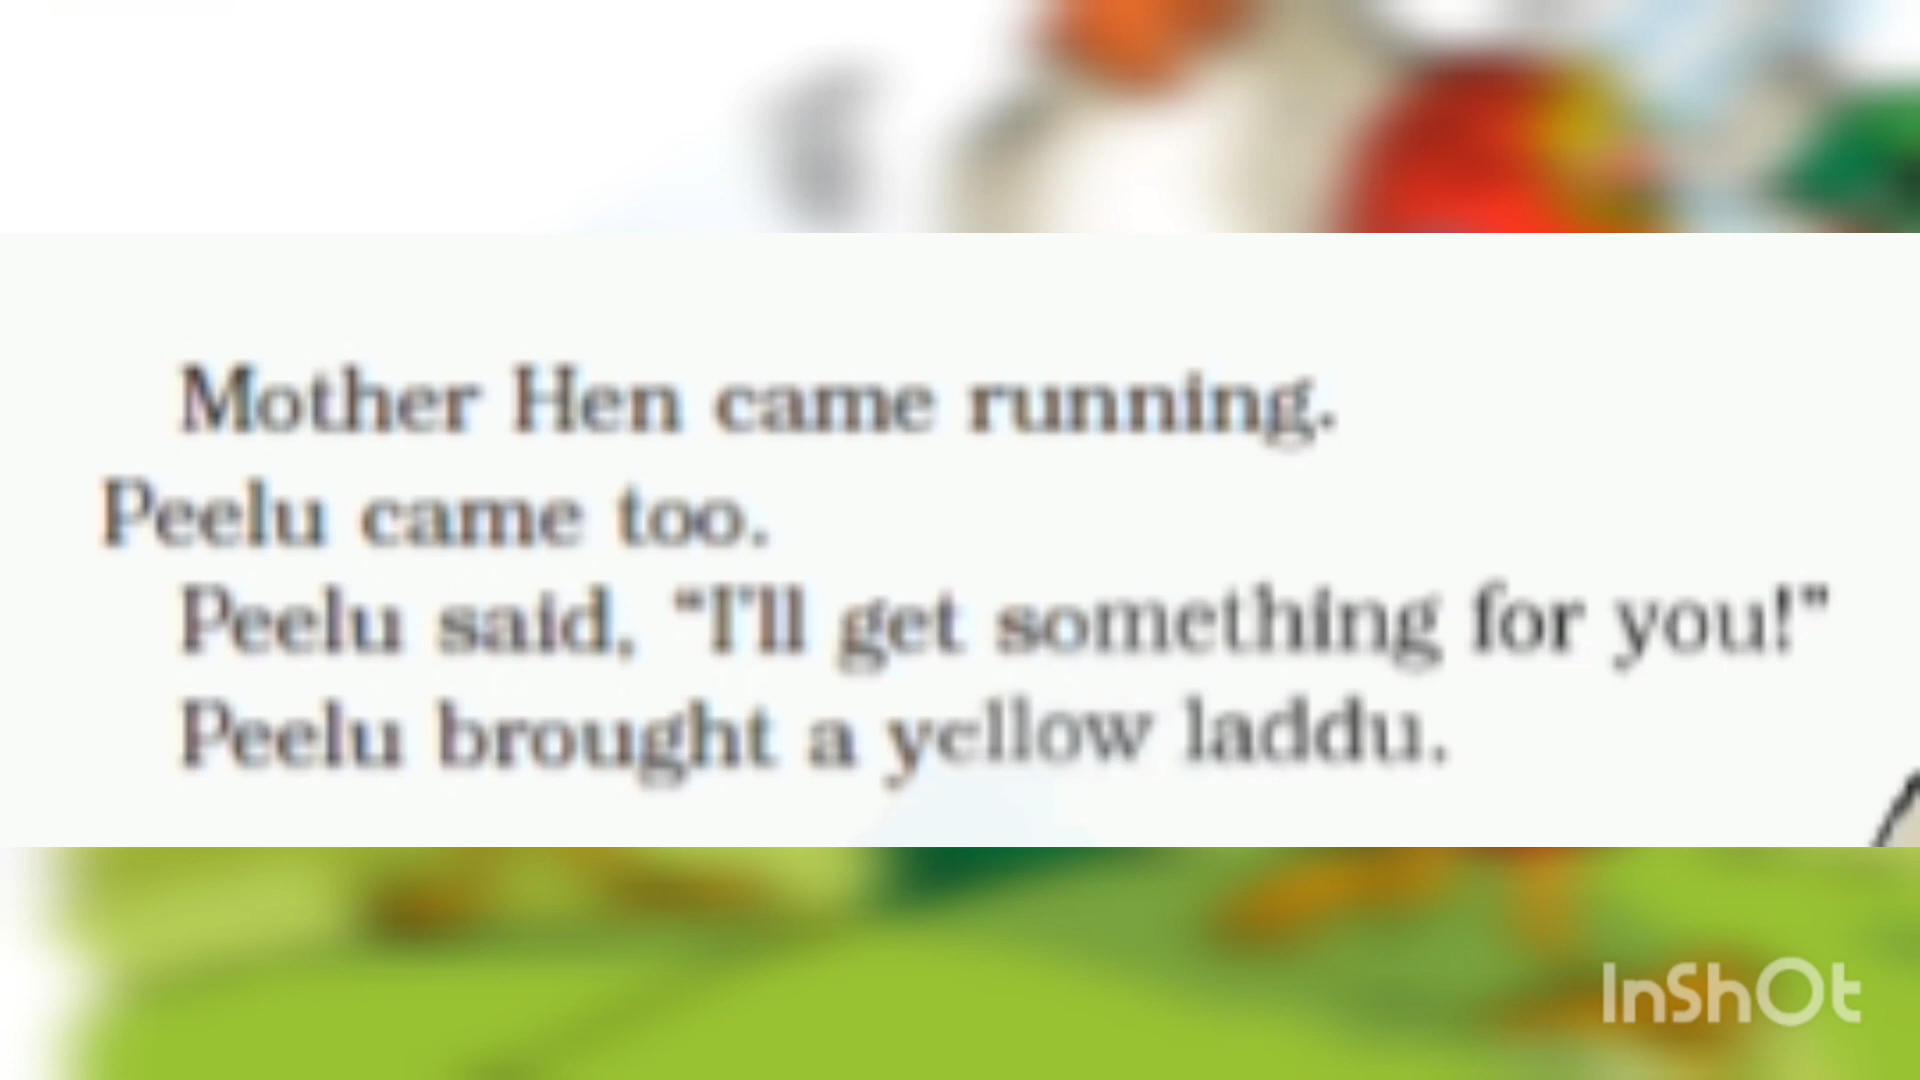 Mother Hen came running.
Peelu came too.
Peelu said, “I’ll get something for you!”
Peelu brought a yellow laddu.
InShOt